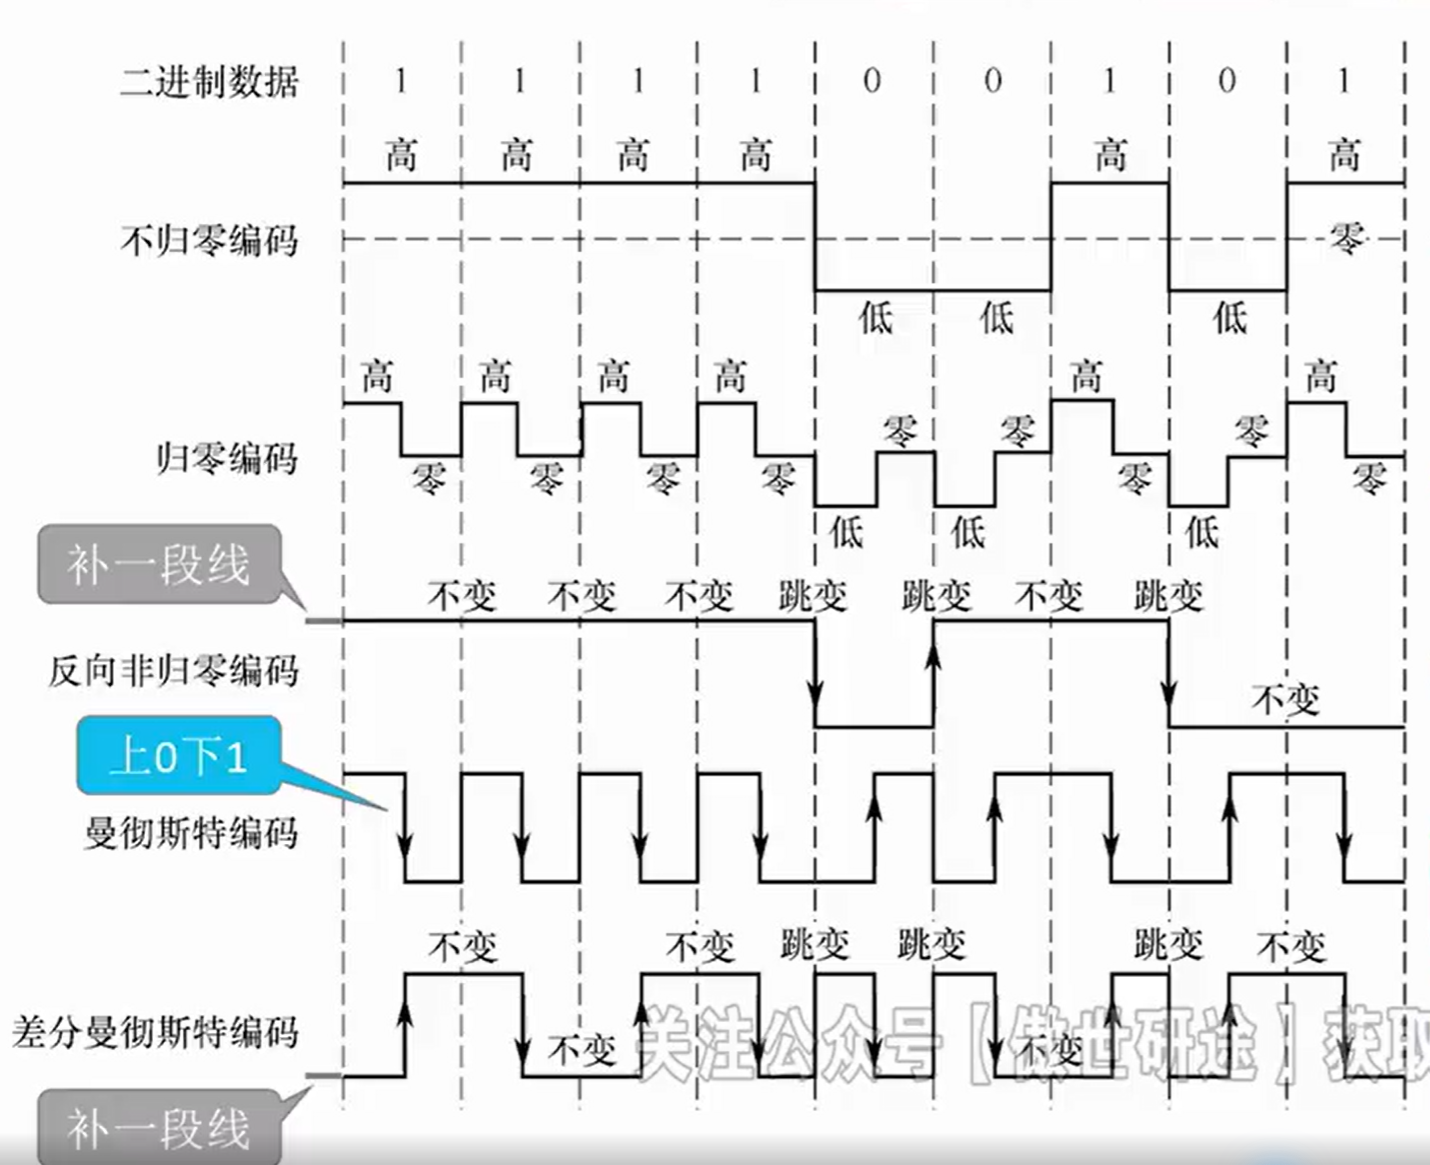 二进制数据 1 1 1 1 0 0 1 0 1
高 高 高 高 高 高
不归零编码 零
低 低 低
高 高 高 高 高 高
零 零 零
归零编码 零 零 零 零 零 零
低 低 低
补一段线
不变 不变 不变 跳变 跳变 不变 跳变
反向非归零编码 不变
上0下1
曼彻斯特编码
不变 不变 跳变 跳变 跳变 不变
差分曼彻斯特编码 不变 不变
关注公众号【傲世研途】获取
补一段线